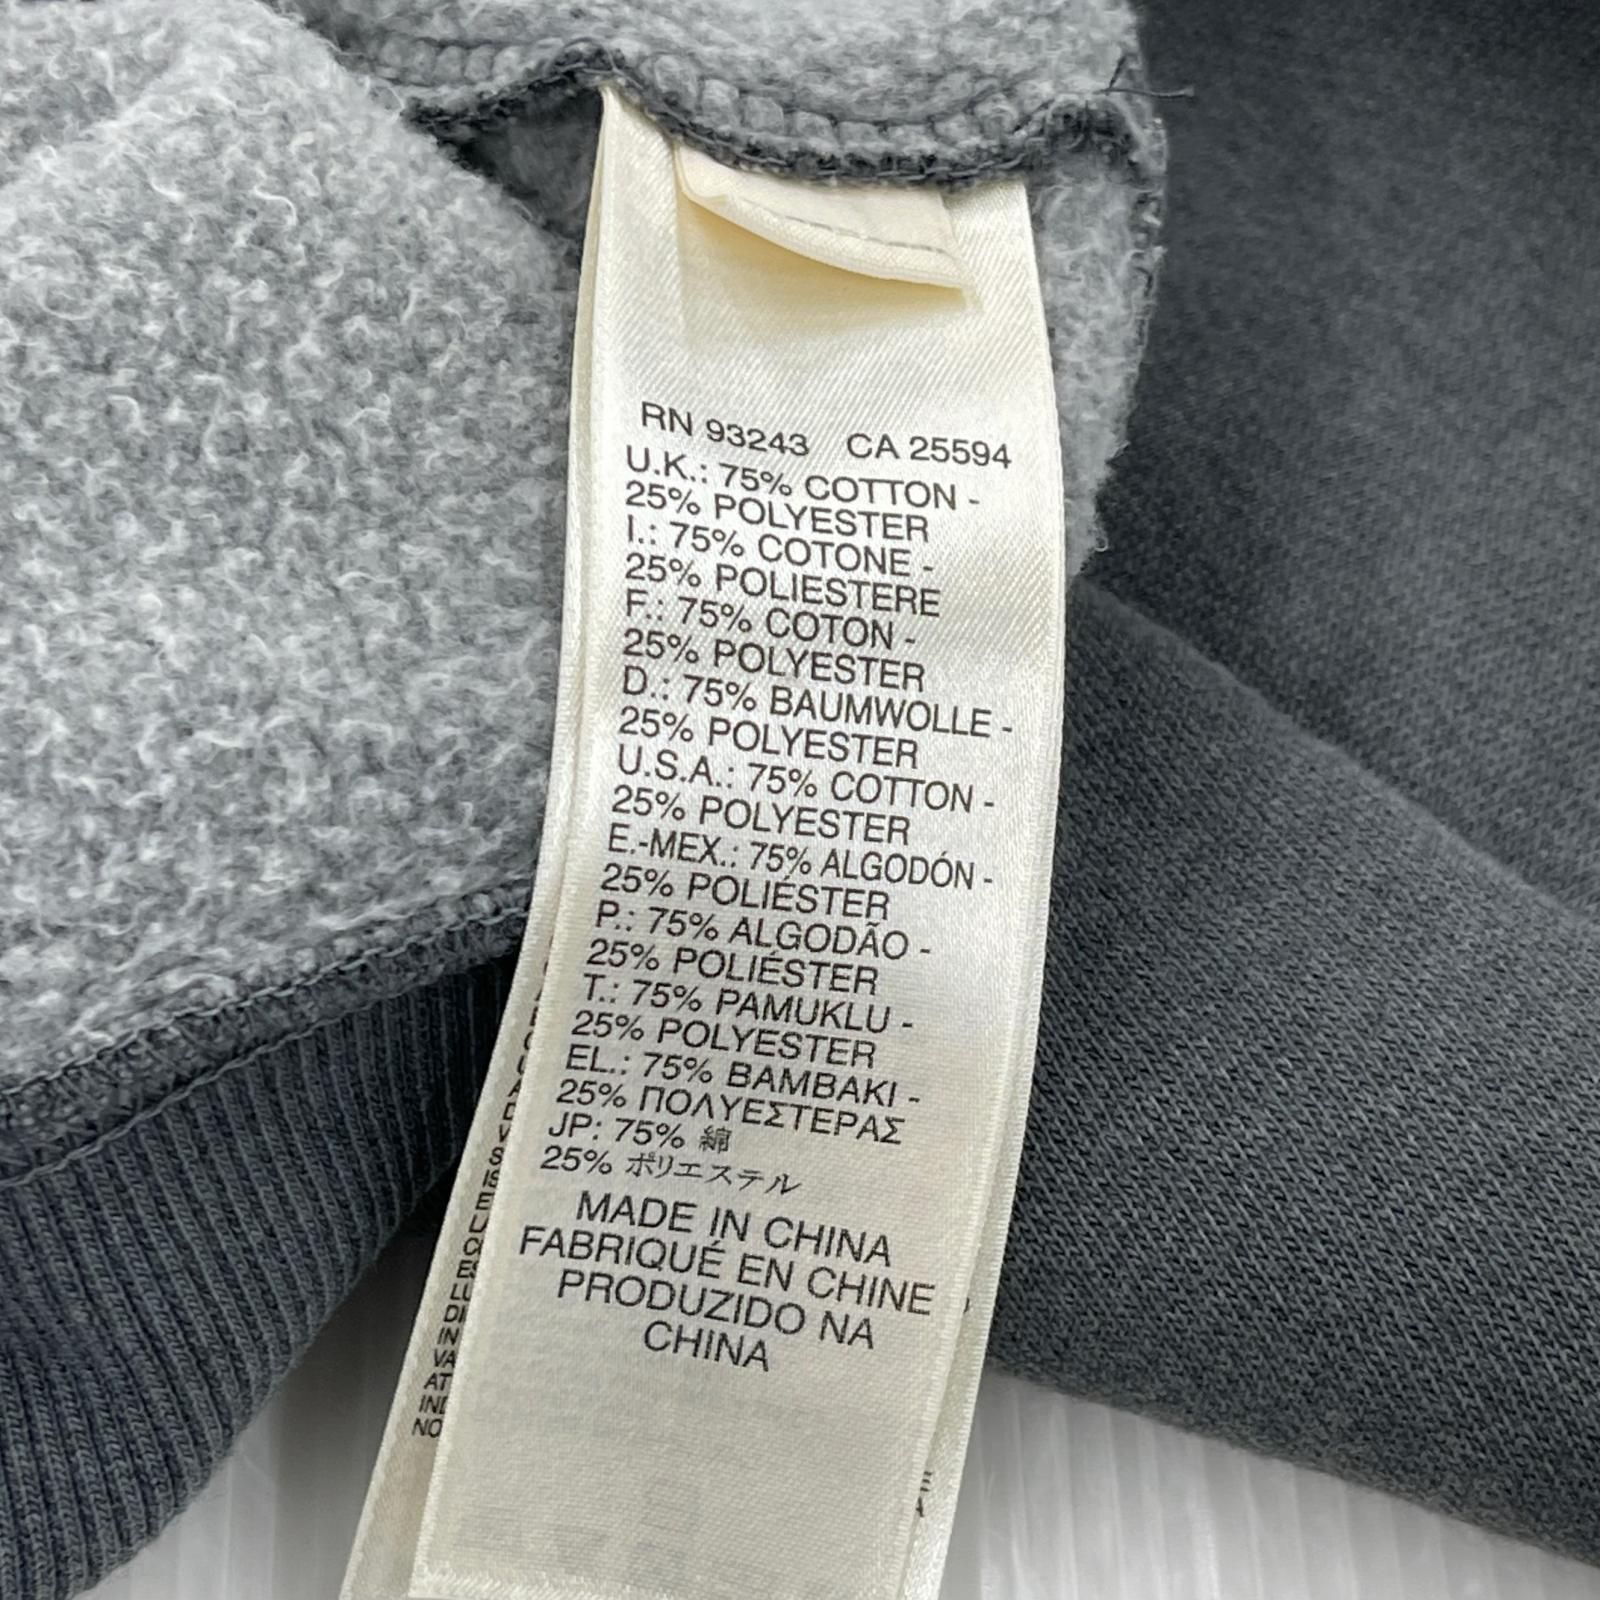 RN 93243 CA 25594
U.K.: 75% COTTON -
25% POLYESTER
I.: 75% COTONE -
25% POLIESTERE
F.: 75% COTON -
25% POLYESTER
D.: 75% BAUMWOLLE -
25% POLYESTER
U.S.A.: 75% COTTON -
25% POLYESTER
E.-MEX.: 75% ALGODÓN -
25% POLIÉSTER
P.: 75% ALGODÃO -
25% POLIÉSTER
T.: 75% PAMUKLU -
25% POLYESTER
EL.: 75% ΒΑΜΒΑΚΙ -
25% ΠΟΛΥΕΣΤΕΡΑΣ
JP: 75% 綿
25% ポリエステル
MADE IN CHINA
FABRIQUÉ EN CHINE
PRODUZIDO NA
CHINA